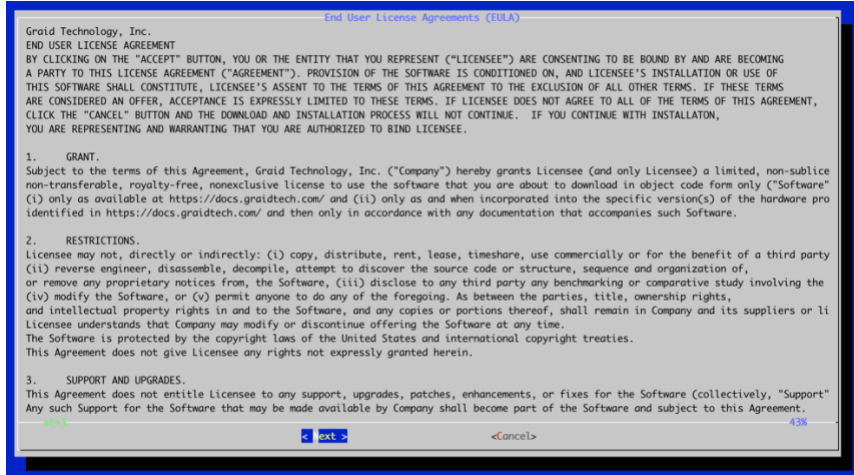 End User License Agreements (EULA)
Graid Technology, Inc.
END USER LICENSE AGREEMENT
BY CLICKING ON THE "ACCEPT" BUTTON, YOU OR THE ENTITY THAT YOU REPRESENT (“LICENSEE”) ARE CONSENTING TO BE BOUND BY AND ARE BECOMING
A PARTY TO THIS LICENSE AGREEMENT ("AGREEMENT"). PROVISION OF THE SOFTWARE IS CONDITIONED ON, AND LICENSEE'S INSTALLATION OR USE OF
THIS SOFTWARE SHALL CONSTITUTE, LICENSEE'S ASSENT TO THE TERMS OF THIS AGREEMENT TO THE EXCLUSION OF ALL OTHER TERMS. IF THESE TERMS
ARE CONSIDERED AN OFFER, ACCEPTANCE IS EXPRESSLY LIMITED TO THESE TERMS. IF LICENSEE DOES NOT AGREE TO ALL OF THE TERMS OF THIS AGREEMENT,
CLICK THE "CANCEL" BUTTON AND THE DOWNLOAD AND INSTALLATION PROCESS WILL NOT CONTINUE.  IF YOU CONTINUE WITH INSTALLATON,
YOU ARE REPRESENTING AND WARRANTING THAT YOU ARE AUTHORIZED TO BIND LICENSEE.
1. GRANT.
Subject to the terms of this Agreement, Graid Technology, Inc. ("Company") hereby grants Licensee (and only Licensee) a limited, non-sublice
non-transferable, royalty-free, nonexclusive license to use the software that you are about to download in object code form only ("Software"
(i) only as available at https://docs.graidtech.com/ and (ii) only as and when incorporated into the specific version(s) of the hardware pro
identified in https://docs.graidtech.com/ and then only in accordance with any documentation that accompanies such Software.
2. RESTRICTIONS.
Licensee may not, directly or indirectly: (i) copy, distribute, rent, lease, timeshare, use commercially or for the benefit of a third party
(ii) reverse engineer, disassemble, decompile, attempt to discover the source code or structure, sequence and organization of,
or remove any proprietary notices from, the Software, (iii) disclose to any third party any benchmarking or comparative study involving the
(iv) modify the Software, or (v) permit anyone to do any of the foregoing. As between the parties, title, ownership rights,
and intellectual property rights in and to the Software, and any copies or portions thereof, shall remain in Company and its suppliers or li
Licensee understands that Company may modify or discontinue offering the Software at any time.
The Software is protected by the copyright laws of the United States and international copyright treaties.
This Agreement does not give Licensee any rights not expressly granted herein.
3. SUPPORT AND UPGRADES.
This Agreement does not entitle Licensee to any support, upgrades, patches, enhancements, or fixes for the Software (collectively, "Support"
Any such Support for the Software that may be made available by Company shall become part of the Software and subject to this Agreement.
43%
< Next > <Cancel>